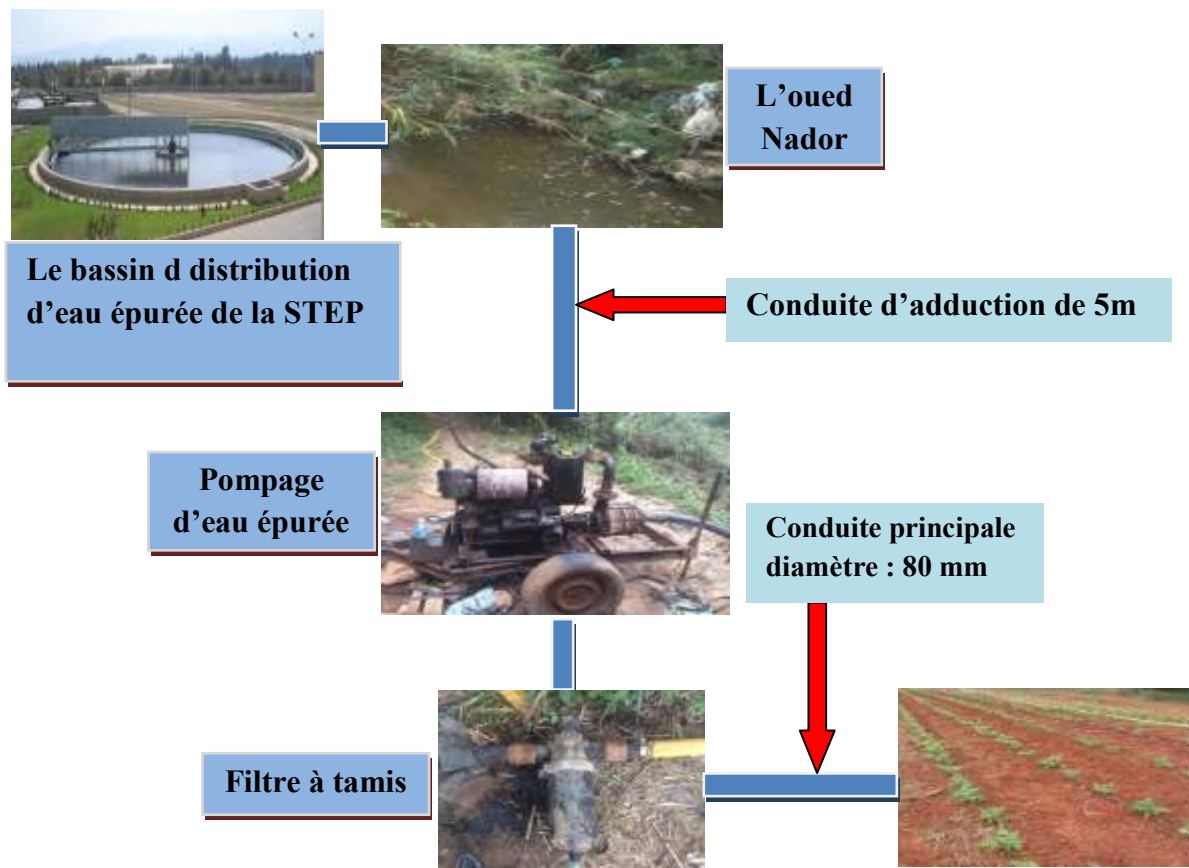 L'oued
Nador
Le bassin d distribution
d'eau épurée de la STEP
Conduite d'adduction de 5m
Pompage
d'eau épurée
Conduite principale
diamètre : 80 mm
Filtre à tamis